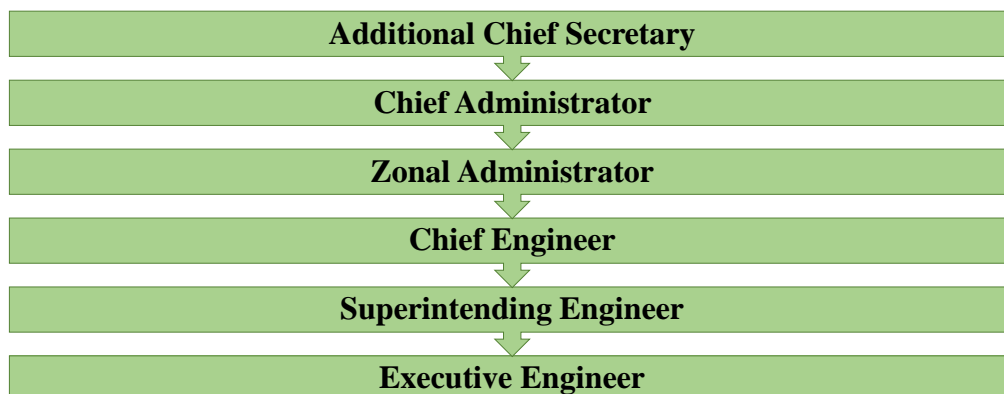 Additional Chief Secretary
Chief Administrator
Zonal Administrator
Chief Engineer
Superintending Engineer
Executive Engineer